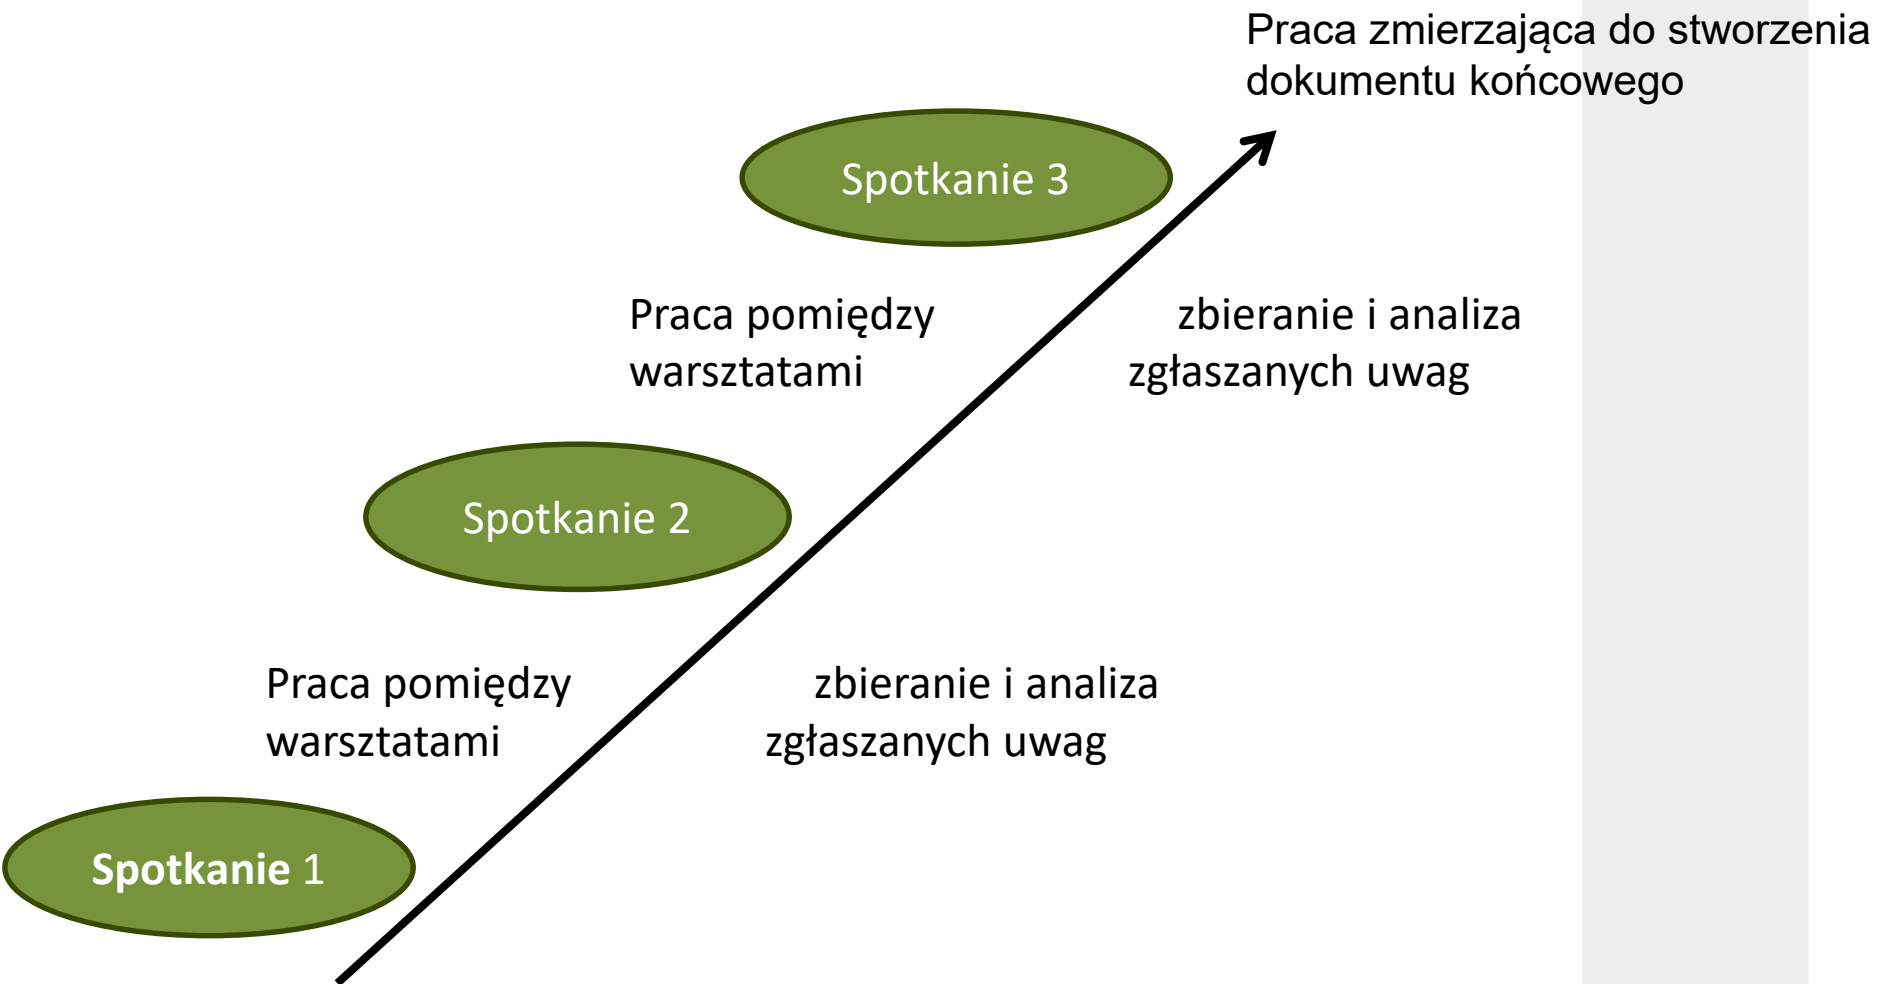 Praca zmierzająca do stworzenia
dokumentu końcowego
Spotkanie 3
Praca pomiędzy
warsztatami
zbieranie i analiza
zgłaszanych uwag
Spotkanie 2
Praca pomiędzy
warsztatami
zbieranie i analiza
zgłaszanych uwag
Spotkanie 1